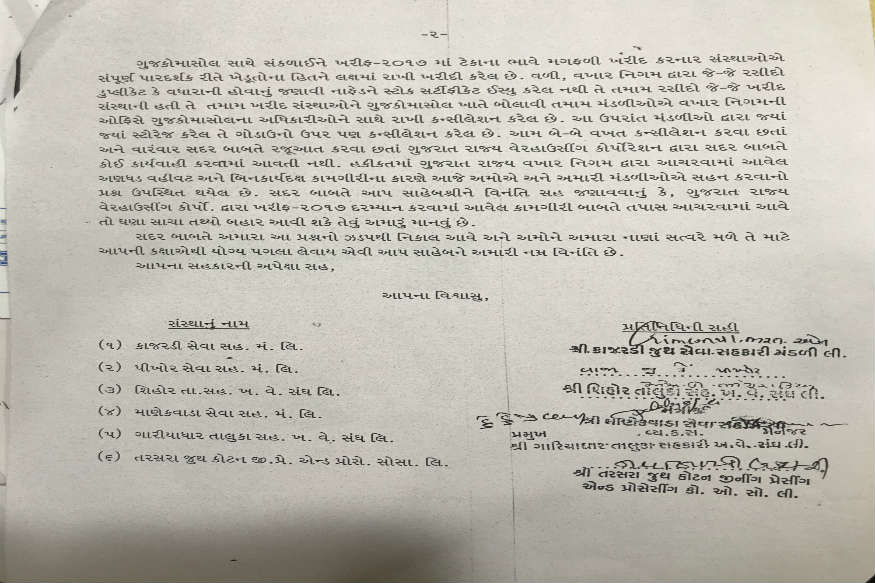 -૨-
ગુજકોમાસોલ સાથે સંકળાઈને ખરીફ-૨૦૧૭ માં ટેકાના ભાવે મગફળી ખરીદ કરનાર સંસ્થાઓએ
સંપૂર્ણ પારદર્શક રીતે ખેડુતોના હિતને લક્ષમાં રાખી ખરીદી કરેલ છે. વળી, વખાર નિગમ દ્વારા જે-જે રસીદો
ડુપ્લીકેટ કે વધારાની હોવાનું જણાવી નાફેડને સ્ટોક સર્ટીફીકેટ ઈસ્યુ કરેલ નથી તે તમામ રસીદો જે-જે ખરીદ
સંસ્થાની હતી તે તમામ ખરીદ સંસ્થાઓને ગુજકોમાસોલ ખાતે બોલાવી તમામ મંડળીઓએ વખાર નિગમની
ઓફિસે ગુજકોમાસોલના અધિકારીઓને સાથે રાખી કન્સીલેશન કરેલ છે. આ ઉપરાંત મંડળીઓ દ્વારા જયાં
જયાં સ્ટોરેજ કરેલ તે ગોડાઉનો ઉપર પણ કન્સીલેશન કરેલ છે. આમ બે-બે વખત કન્સીલેશન કરવા છતાં
અને વારંવાર સદર બાબતે રજૂઆત કરવા છતાં ગુજરાત રાજય વેરહાઉસીંગ કોર્પોરેશન દ્વારા સદર બાબતે
કોઈ કાર્યવાહી કરવામાં આવતી નથી. હકીકતમાં ગુજરાત રાજય વખાર નિગમ દ્વારા આચરવામાં આવેલ
અણઘડ વહીવટ અને બિનકાર્યદક્ષ કામગીરીના કારણે આજે અમોએ અને અમારી મંડળીઓએ સહન કરવાનો
પ્રશ્ન ઉપસ્થિત થયેલ છે. સદર બાબતે આપ સાહેબશ્રીને વિનંતિ સહ જણાવવાનું કે, ગુજરાત રાજય
વેરહાઉસીંગ કોર્પો. દ્વારા ખરીફ-૨૦૧૭ દરમ્યાન કરવામાં આવેલ કામગીરી બાબતે તપાસ આચરવામાં આવે
તો ઘણા સાચા તથ્યો બહાર આવી શકે તેવું અમારું માનવું છે.
સદર બાબતે અમારા આ પ્રશ્નનો ઝડપથી નિકાલ આવે અને અમોને અમારા નાણાં સત્વરે મળે તે માટે
આપની કક્ષાએથી યોગ્ય પગલા લેવાય એવી આપ સાહેબને અમારી નમ્ર વિનંતિ છે.
આપના સહકારની અપેક્ષા સહ,
આપના વિશ્વાસુ,
સંસ્થાનું નામ
પ્રતિનિધિની સહી
(૧) કાજરડી સેવા સહ. મં. લિ.
શ્રી કાજરડી જુથ સેવા સહકારી મંડળી લી.
(૨) પીખોર સેવા સહ. મં. લિ.
(૩) શિહોર તા.સહ. ખ. વે. સંઘ લિ.
શ્રી શિહોર તાલુકા સહ. ખ. વે. સંઘ લી.
(૪) માણેકવાડા સેવા સહ. મં. લિ.
શ્રી માણેકવાડા સેવા સહકારી
(૫) ગારીયાધાર તાલુકા સહ. ખ. વે. સંઘ લિ.
પ્રમુખ વ્ય.ક.સ. મેનેજર
શ્રી ગારિયાધાર તાલુકા સહકારી ખ.વે. સંઘ લી.
(૬) તરસરા જુથ કોટન જી.પ્રે. એન્ડ પ્રોસે. સોસા. લિ.
શ્રી તરસરા જુથ કોટન જીનીંગ પ્રેસીંગ
એન્ડ પ્રોસેસીંગ કો. ઓ. સો. લી.